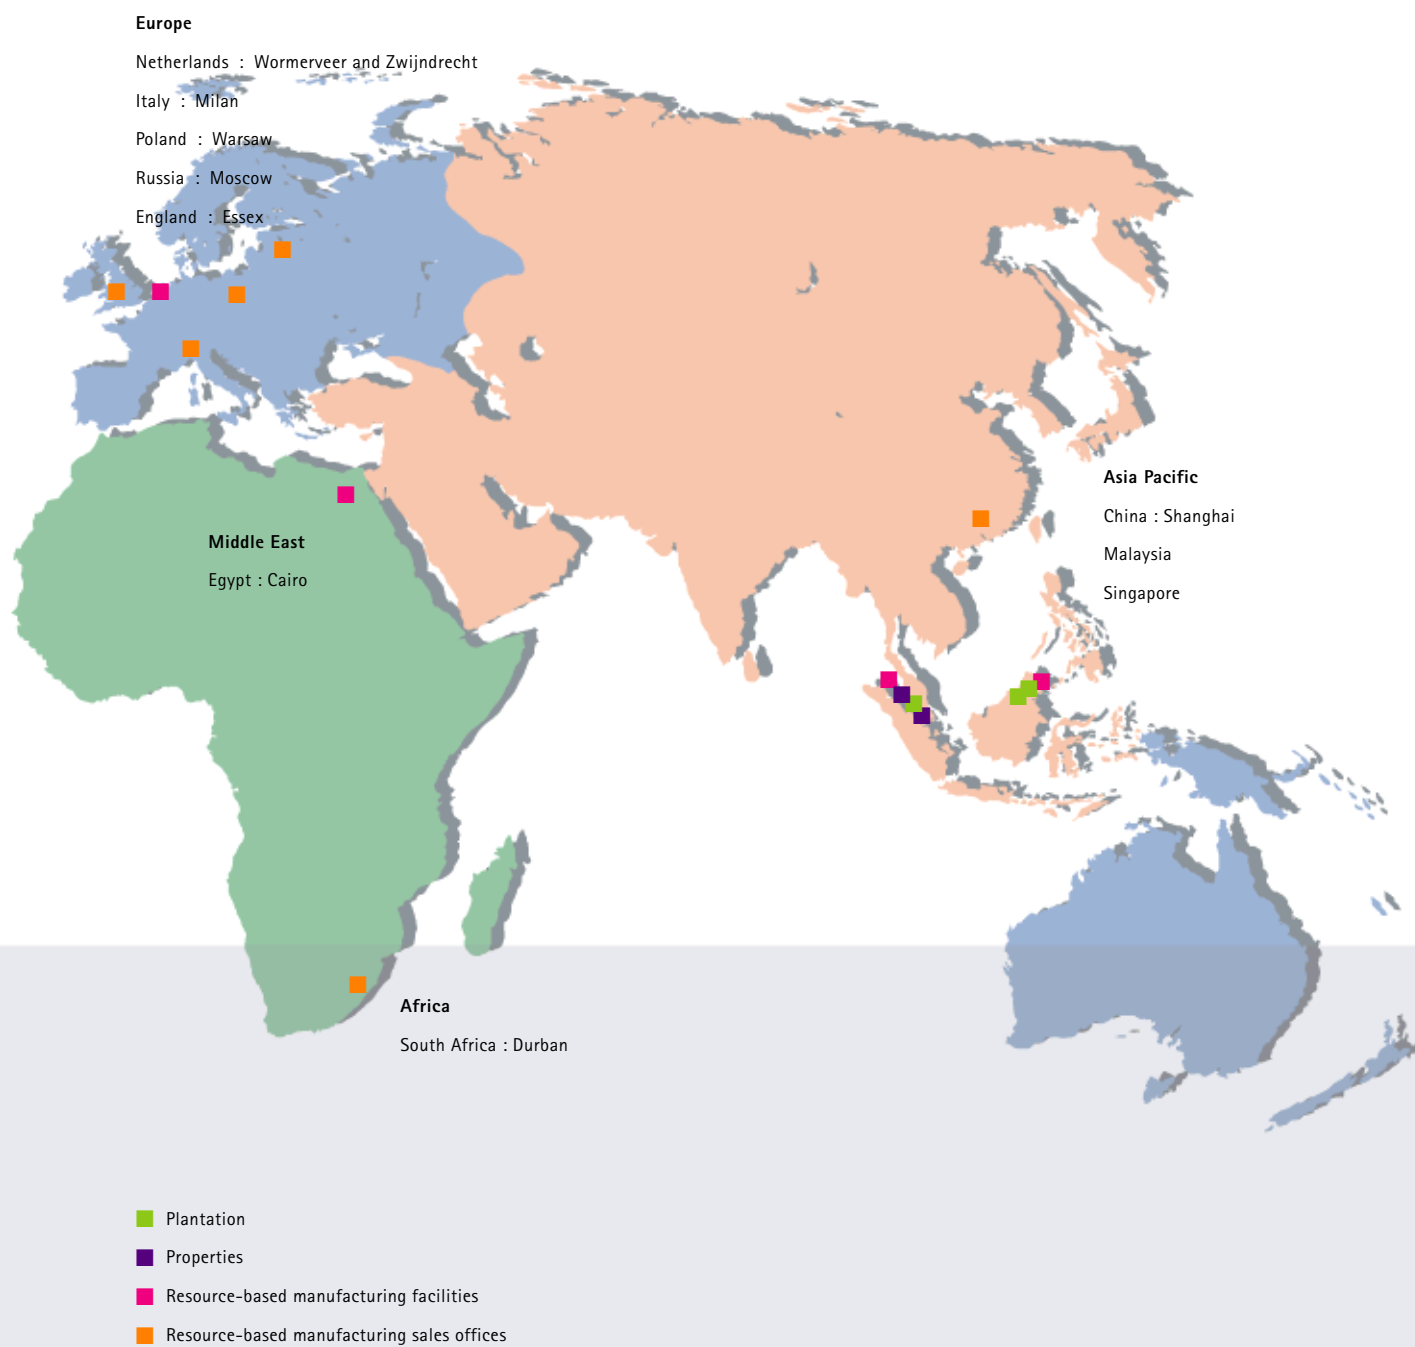 Europe
Netherlands : Wormerveer and Zwijndrecht
Italy : Milan
Poland : Warsaw
Russia : Moscow
England : Essex
Asia Pacific
China : Shanghai
Malaysia
Singapore
Middle East
Egypt : Cairo
Africa
South Africa : Durban
Plantation
Properties
Resource-based manufacturing facilities
Resource-based manufacturing sales offices